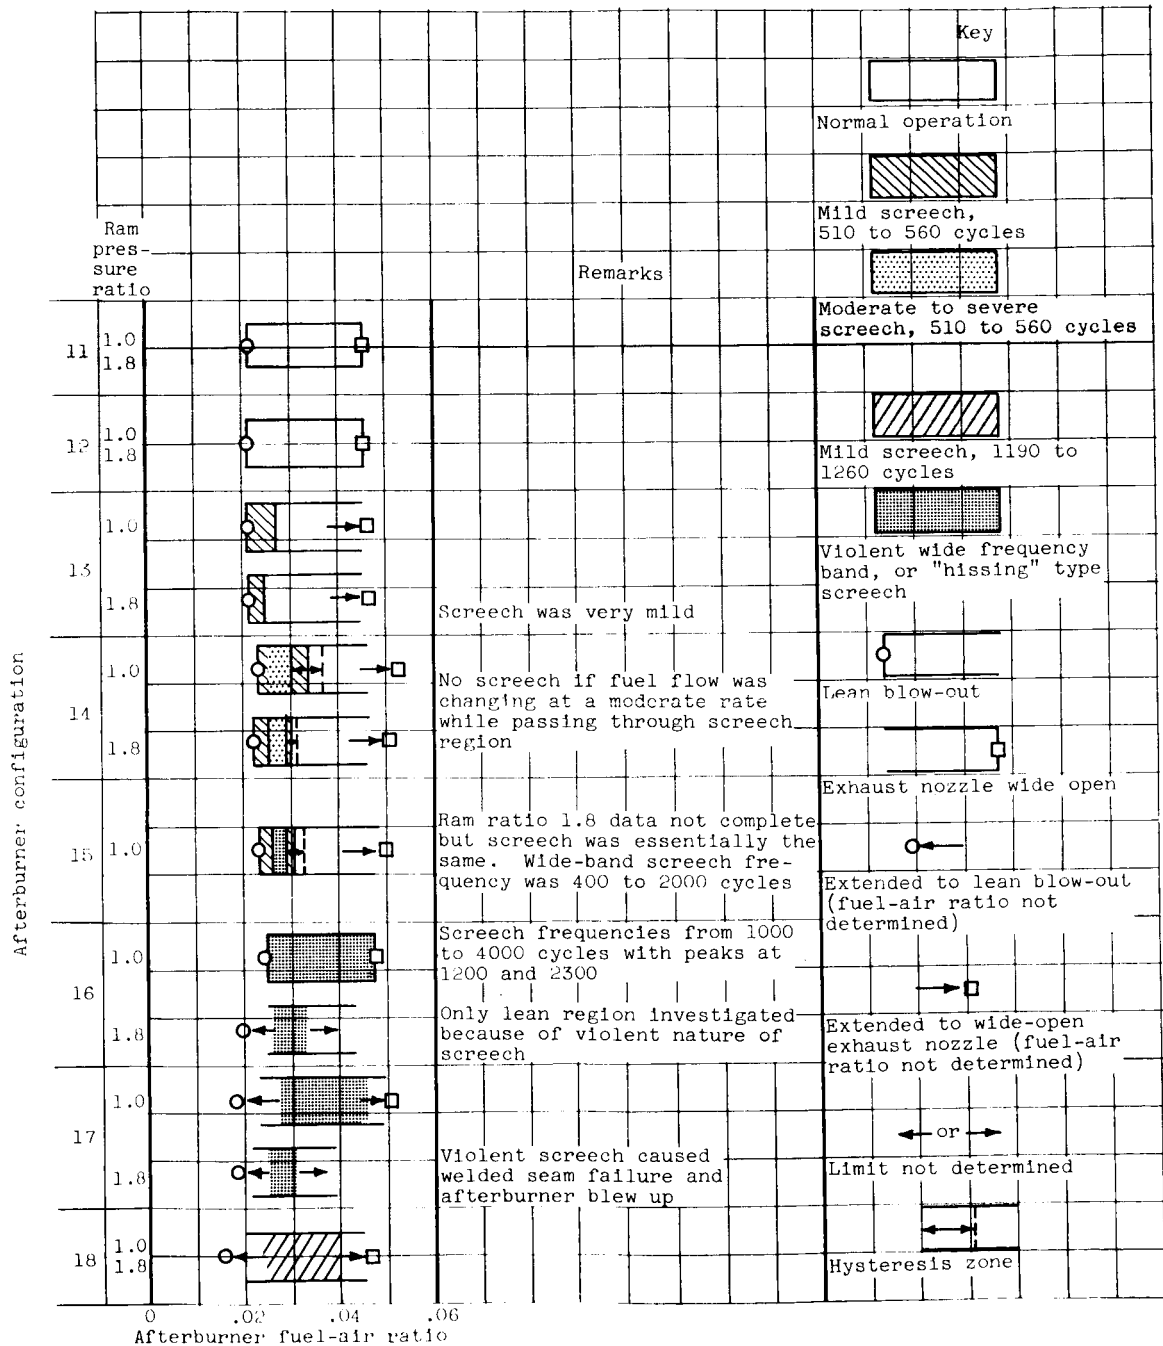 Key
Normal operation
Mild screech,
510 to 560 cycles
Moderate to severe
screech, 510 to 560 cycles
Mild screech, 1190 to
1260 cycles
Violent wide frequency
band, or "hissing" type
screech
Lean blow-out
Exhaust nozzle wide open
Extended to lean blow-out
(fuel-air ratio not
determined)
Extended to wide-open
exhaust nozzle (fuel-air
ratio not determined)
or
Limit not determined
Hysteresis zone
Ram
pres-
sure
ratio
Remarks
Afterburner configuration
11
1.0
1.8
12
1.0
1.8
13
1.0
1.8
Screech was very mild
14
1.0
1.8
No screech if fuel flow was
changing at a moderate rate
while passing through screech
region
15
1.0
Ram ratio 1.8 data not complete
but screech was essentially the
same. Wide-band screech fre-
quency was 400 to 2000 cycles
16
1.0
Screech frequencies from 1000
to 4000 cycles with peaks at
1200 and 2300
1.8
Only lean region investigated
because of violent nature of
screech
17
1.0
1.8
Violent screech caused
welded seam failure and
afterburner blew up
18
1.0
1.8
0 .02 .04 .06
Afterburner fuel-air ratio